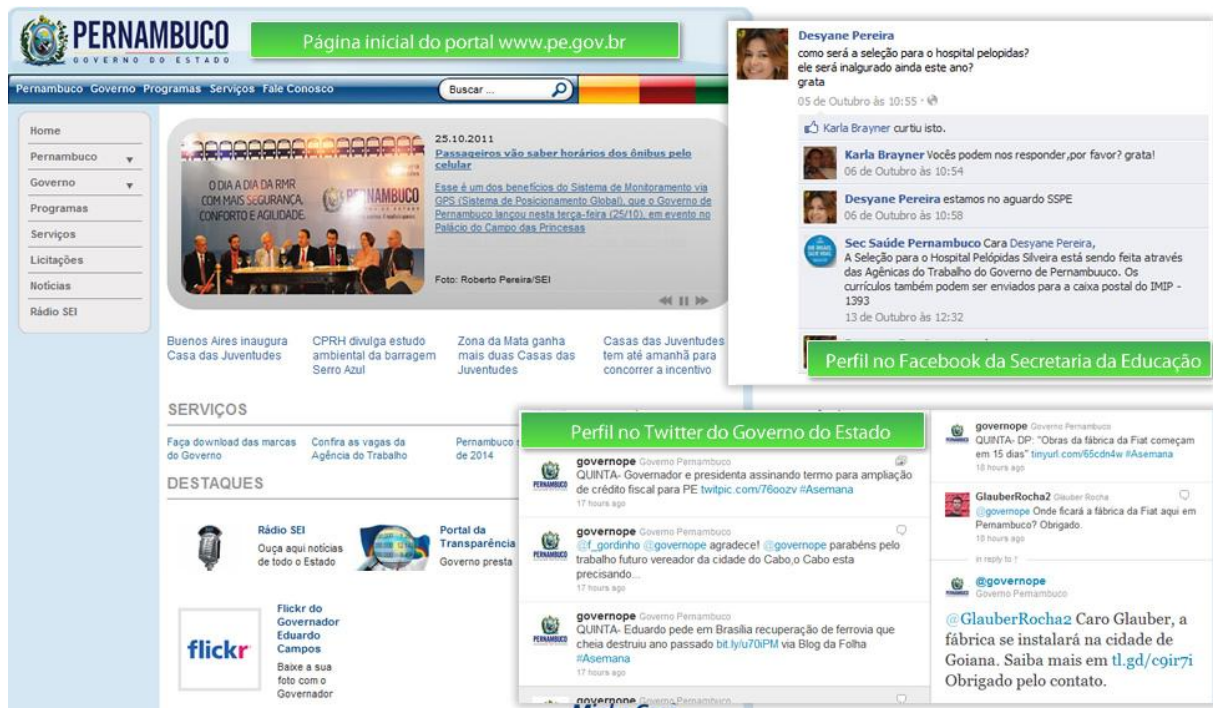 PERNAMBUCO
GOVERNO DO ESTADO
Página inicial do portal www.pe.gov.br
Pernambuco Governo Programas Serviços Fale Conosco
Buscar ...
Home
Pernambuco
Governo
Programas
Serviços
Licitações
Notícias
Rádio SEI
O DIA A DIA DA RMR
COM MAIS SEGURANÇA,
CONFORTO E AGILIDADE.
PERNAMBUCO
25.10.2011
Passageiros vão saber horários dos ônibus pelo
celular
Esse é um dos benefícios do Sistema de Monitoramento via
GPS (Sistema de Posicionamento Global), que o Governo de
Pernambuco lançou nesta terça-feira (25/10), em evento no
Palácio do Campo das Princesas
Foto: Roberto Pereira/SEI
Buenos Aires inaugura
Casa das Juventudes
CPRH divulga estudo
ambiental da barragem
Serro Azul
Zona da Mata ganha
mais duas Casas das
Juventudes
Casas das Juventudes
tem até amanhã para
concorrer a incentivo
SERVIÇOS
Faça download das marcas
do Governo
Confira as vagas da
Agência do Trabalho
Pernambuco
de 2014
DESTAQUES
Rádio SEI
Ouça aqui notícias
de todo o Estado
Portal da
Transparência
Governo presta
flickr
Flickr do
Governador
Eduardo
Campos
Baixe a sua
foto com o
Governador
Desyane Pereira
como será a seleção para o hospital pelopidas?
ele será inalgurado ainda este ano?
grata
05 de Outubro às 10:55
Karla Brayner curtiu isto.
Karla Brayner Vocês podem nos responder,por favor? grata!
06 de Outubro às 10:54
Desyane Pereira estamos no aguardo SSPE
06 de Outubro às 10:58
Sec Saúde Pernambuco Cara Desyane Pereira,
A Seleção para o Hospital Pelópidas Silveira está sendo feita através
das Agênicas do Trabalho do Governo de Pernambuuco. Os
currículos também podem ser enviados para a caixa postal do IMIP -
1393
13 de Outubro às 12:32
Perfil no Facebook da Secretaria da Educação
Perfil no Twitter do Governo do Estado
governope Governo Pernambuco
QUINTA- Governador e presidenta assinando termo para ampliação
de crédito fiscal para PE twitpic.com/76oozv #Asemana
17 hours ago
PERNAMBUCO
governope Governo Pernambuco
@f_gordinho @governope agradece! @governope parabéns pelo
trabalho futuro vereador da cidade do Cabo,o Cabo esta
precisando...
17 hours ago
PERNAMBUCO
governope Governo Pernambuco
QUINTA- Eduardo pede em Brasília recuperação de ferrovia que
cheia destruiu ano passado bit.ly/u70iPM via Blog da Folha
#Asemana
17 hours ago
PERNAMBUCO
governope Governo Pernambuco
governope Governo Pernambuco
QUINTA- DP: "Obras da fábrica da Fiat começam
em 15 dias" tinyurl.com/65cdn4w #Asemana
18 hours ago
GlauberRocha2 Glauber Rocha
@governope Onde ficará a fábrica da Fiat aqui em
Pernambuco? Obrigado.
18 hours ago
in reply to ↑
@governope
Governo Pernambuco
@GlauberRocha2 Caro Glauber, a
fábrica se instalará na cidade de
Goiana. Saiba mais em tl.gd/c9ir7i
Obrigado pelo contato.